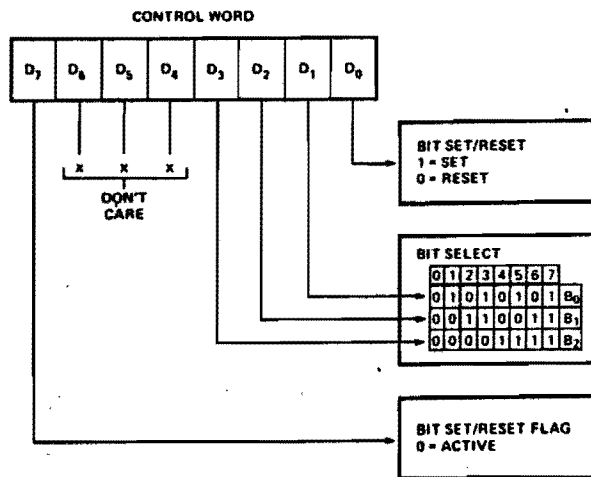 CONTROL WORD
D7 D6 D5 D4 D3 D2 D1 D0
X X X
DON'T
CARE
BIT SET/RESET
1 = SET
0 = RESET
BIT SELECT
0 1 2 3 4 5 6 7
0 1 0 1 0 1 0 1 B0
0 0 1 1 0 0 1 1 B1
0 0 0 0 1 1 1 1 B2
BIT SET/RESET FLAG
0 = ACTIVE